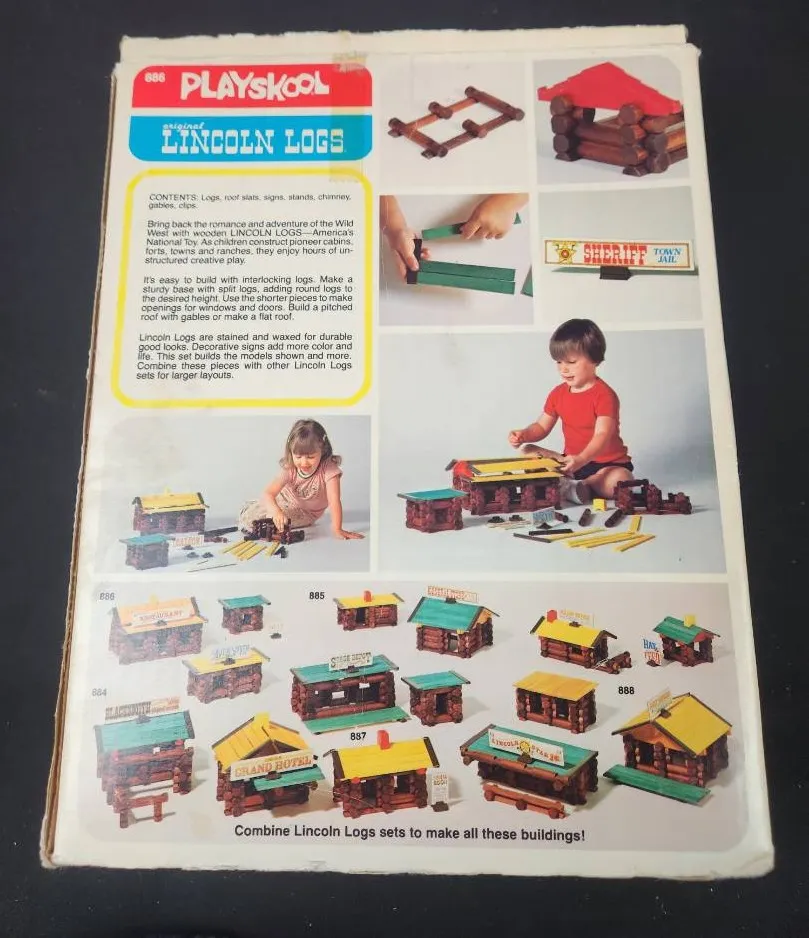 886 PLAYSKOOL
original
LINCOLN LOGS
CONTENTS: Logs, roof slats, signs, stands, chimney,
gables, clips.
Bring back the romance and adventure of the Wild
West with wooden LINCOLN LOGS—America's
National Toy. As children construct pioneer cabins,
forts, towns and ranches, they enjoy hours of un-
structured creative play.
It's easy to build with interlocking logs. Make a
sturdy base with split logs, adding round logs to
the desired height. Use the shorter pieces to make
openings for windows and doors. Build a pitched
roof with gables or make a flat roof.
Lincoln Logs are stained and waxed for durable
good looks. Decorative signs add more color and
life. This set builds the models shown and more.
Combine these pieces with other Lincoln Logs
sets for larger layouts.
SHERIFF TOWN
JAIL
886
885
RESTAURANT
STAGE DEPOT
HAY
FEED
884
888
887
GRAND HOTEL
LINCOLN
Combine Lincoln Logs sets to make all these buildings!